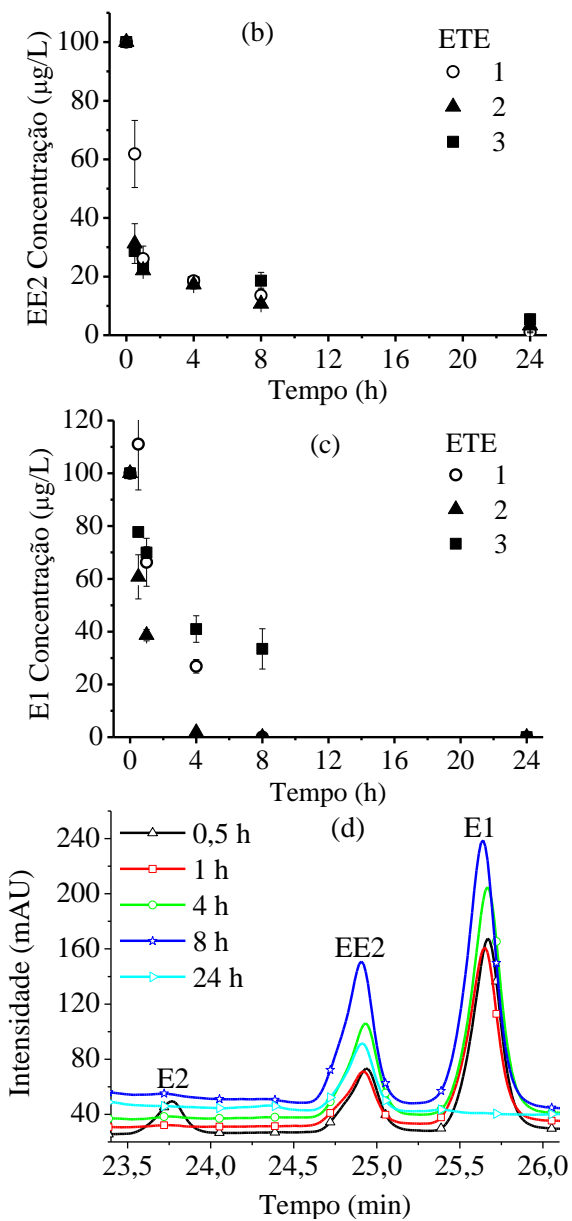 (b)
ETE
1
2
3
EE2 Concentração (µg/L)
100
80
60
40
20
0
0 4 8 12 16 20 24
Tempo (h)
(c)
ETE
1
2
3
E1 Concentração (µg/L)
120
100
80
60
40
20
0
0 4 8 12 16 20 24
Tempo (h)
(d)
0,5 h
1 h
4 h
8 h
24 h
E2
EE2
E1
Intensidade (mAU)
240
200
160
120
80
40
23,5 24,0 24,5 25,0 25,5 26,0
Tempo (min)